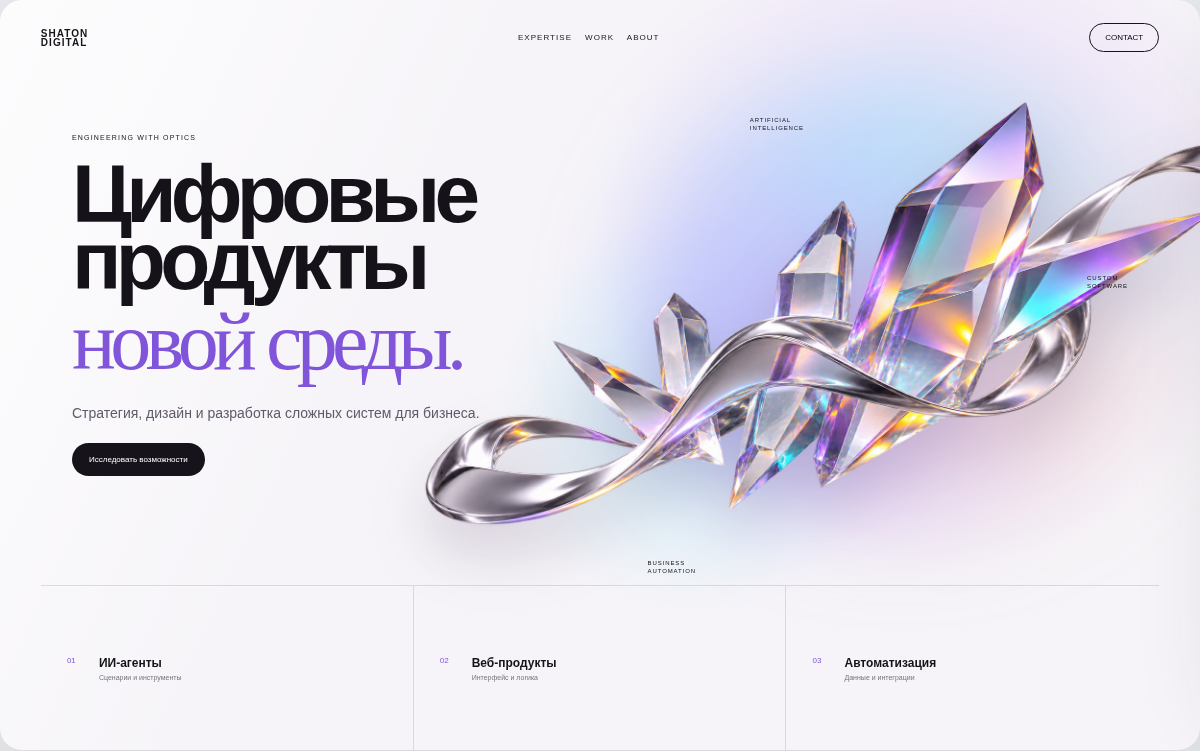 SHATON
DIGITAL
EXPERTISE WORK ABOUT
CONTACT
ENGINEERING WITH OPTICS
Цифровые
продукты
новой среды.
Стратегия, дизайн и разработка сложных систем для бизнеса.
Исследовать возможности
ARTIFICIAL
INTELLIGENCE
CUSTOM
SOFTWARE
BUSINESS
AUTOMATION
01 ИИ-агенты
Сценарии и инструменты
02 Веб-продукты
Интерфейс и логика
03 Автоматизация
Данные и интеграции